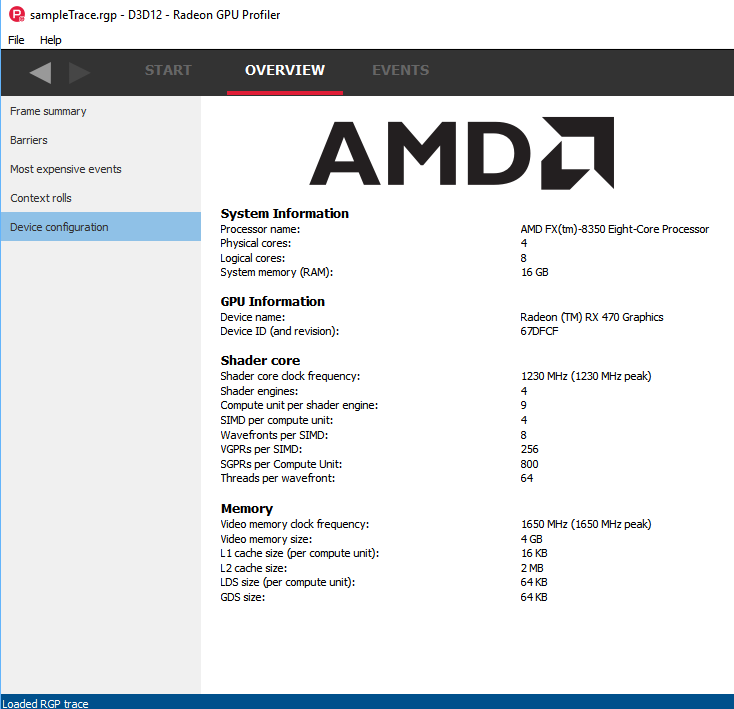 sampleTrace.rgp - D3D12 - Radeon GPU Profiler
File Help
START OVERVIEW EVENTS
Frame summary
Barriers
Most expensive events
Context rolls
Device configuration
AMD
System Information
Processor name: AMD FX(tm)-8350 Eight-Core Processor
Physical cores: 4
Logical cores: 8
System memory (RAM): 16 GB
GPU Information
Device name: Radeon (TM) RX 470 Graphics
Device ID (and revision): 67DFCF
Shader core
Shader core clock frequency: 1230 MHz (1230 MHz peak)
Shader engines: 4
Compute unit per shader engine: 9
SIMD per compute unit: 4
Wavefronts per SIMD: 8
VGPRs per SIMD: 256
SGPRs per Compute Unit: 800
Threads per wavefront: 64
Memory
Video memory clock frequency: 1650 MHz (1650 MHz peak)
Video memory size: 4 GB
L1 cache size (per compute unit): 16 KB
L2 cache size: 2 MB
LDS size (per compute unit): 64 KB
GDS size: 64 KB
Loaded RGP trace